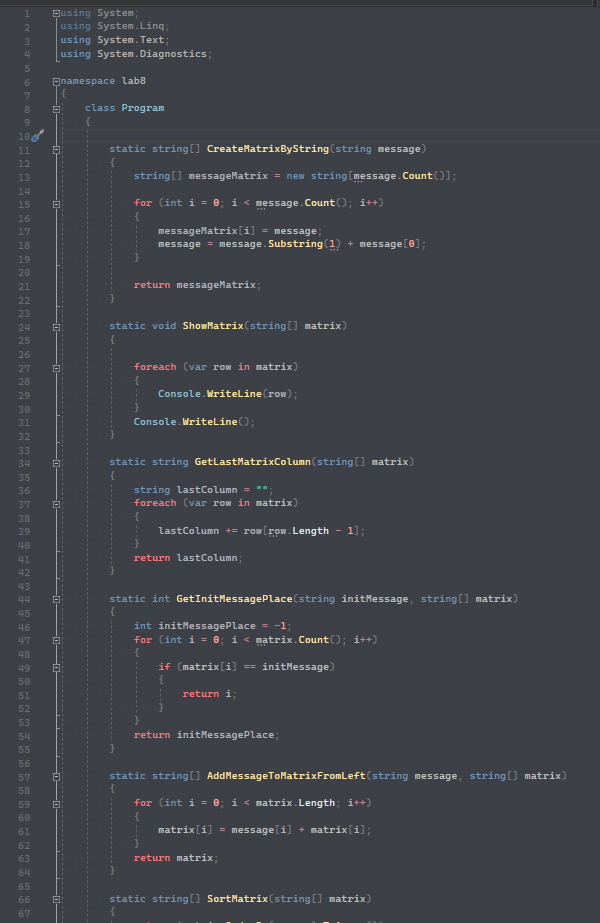 1 using System;
2 using System.Linq;
3 using System.Text;
4 using System.Diagnostics;
5
6 namespace lab8
7 {
8 class Program
9 {
10
11 static string[] CreateMatrixByString(string message)
12 {
13 string[] messageMatrix = new string[message.Count()];
14
15 for (int i = 0; i < message.Count(); i++)
16 {
17 messageMatrix[i] = message;
18 message = message.Substring(1) + message[0];
19 }
20
21 return messageMatrix;
22 }
23
24 static void ShowMatrix(string[] matrix)
25 {
26
27 foreach (var row in matrix)
28 {
29 Console.WriteLine(row);
30 }
31 Console.WriteLine();
32 }
33
34 static string GetLastMatrixColumn(string[] matrix)
35 {
36 string lastColumn = "";
37 foreach (var row in matrix)
38 {
39 lastColumn += row[row.Length - 1];
40 }
41 return lastColumn;
42 }
43
44 static int GetInitMessagePlace(string initMessage, string[] matrix)
45 {
46 int initMessagePlace = -1;
47 for (int i = 0; i < matrix.Count(); i++)
48 {
49 if (matrix[i] == initMessage)
50 {
51 return i;
52 }
53 }
54 return initMessagePlace;
55 }
56
57 static string[] AddMessageToMatrixFromLeft(string message, string[] matrix)
58 {
59 for (int i = 0; i < matrix.Length; i++)
60 {
61 matrix[i] = message[i] + matrix[i];
62 }
63 return matrix;
64 }
65
66 static string[] SortMatrix(string[] matrix)
67 {